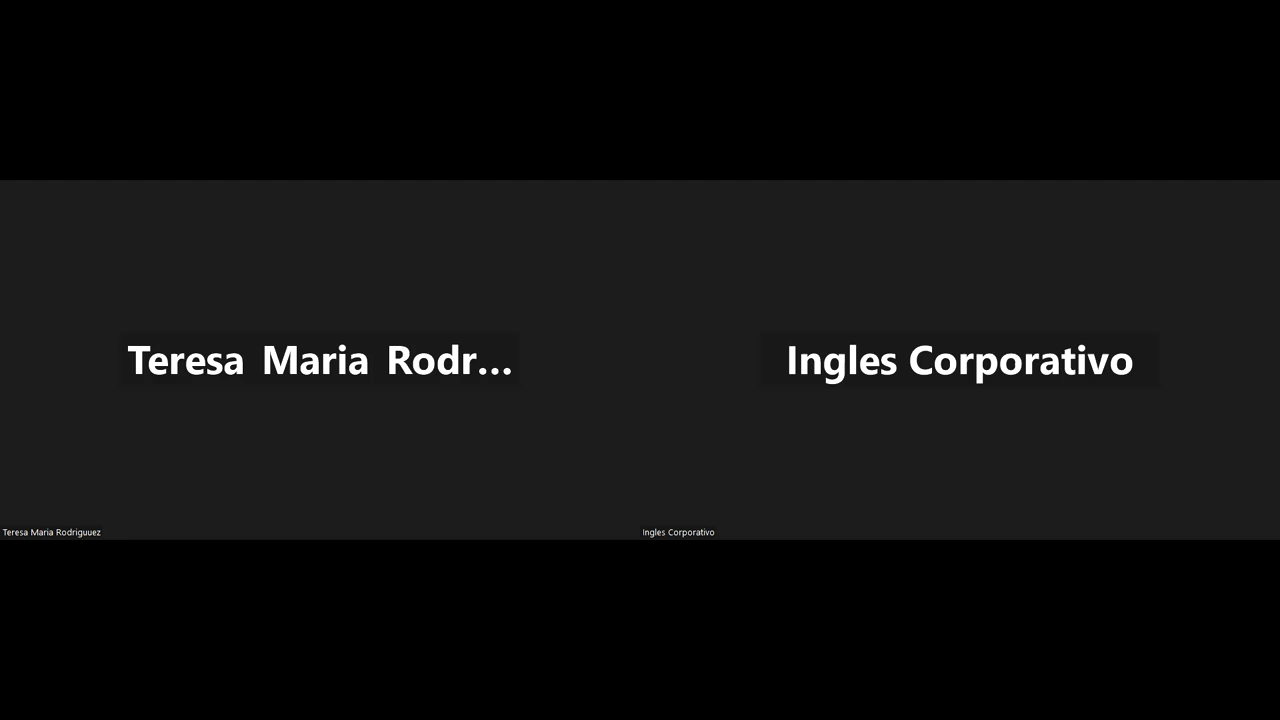 Teresa Maria Rodr...
Ingles Corporativo
Teresa Maria Rodriguuez
Ingles Corporativo